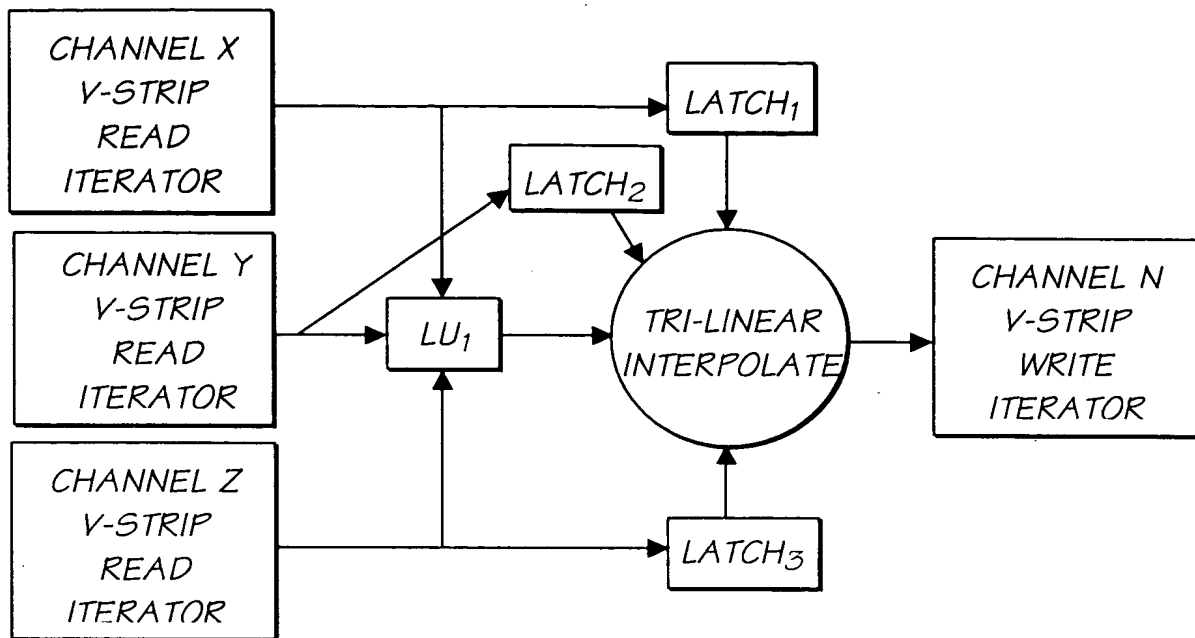 CHANNEL X
V-STRIP
READ
ITERATOR
LATCH1
LATCH2
CHANNEL Y
V-STRIP
READ
ITERATOR
LU1
TRI-LINEAR
INTERPOLATE
CHANNEL N
V-STRIP
WRITE
ITERATOR
CHANNEL Z
V-STRIP
READ
ITERATOR
LATCH3